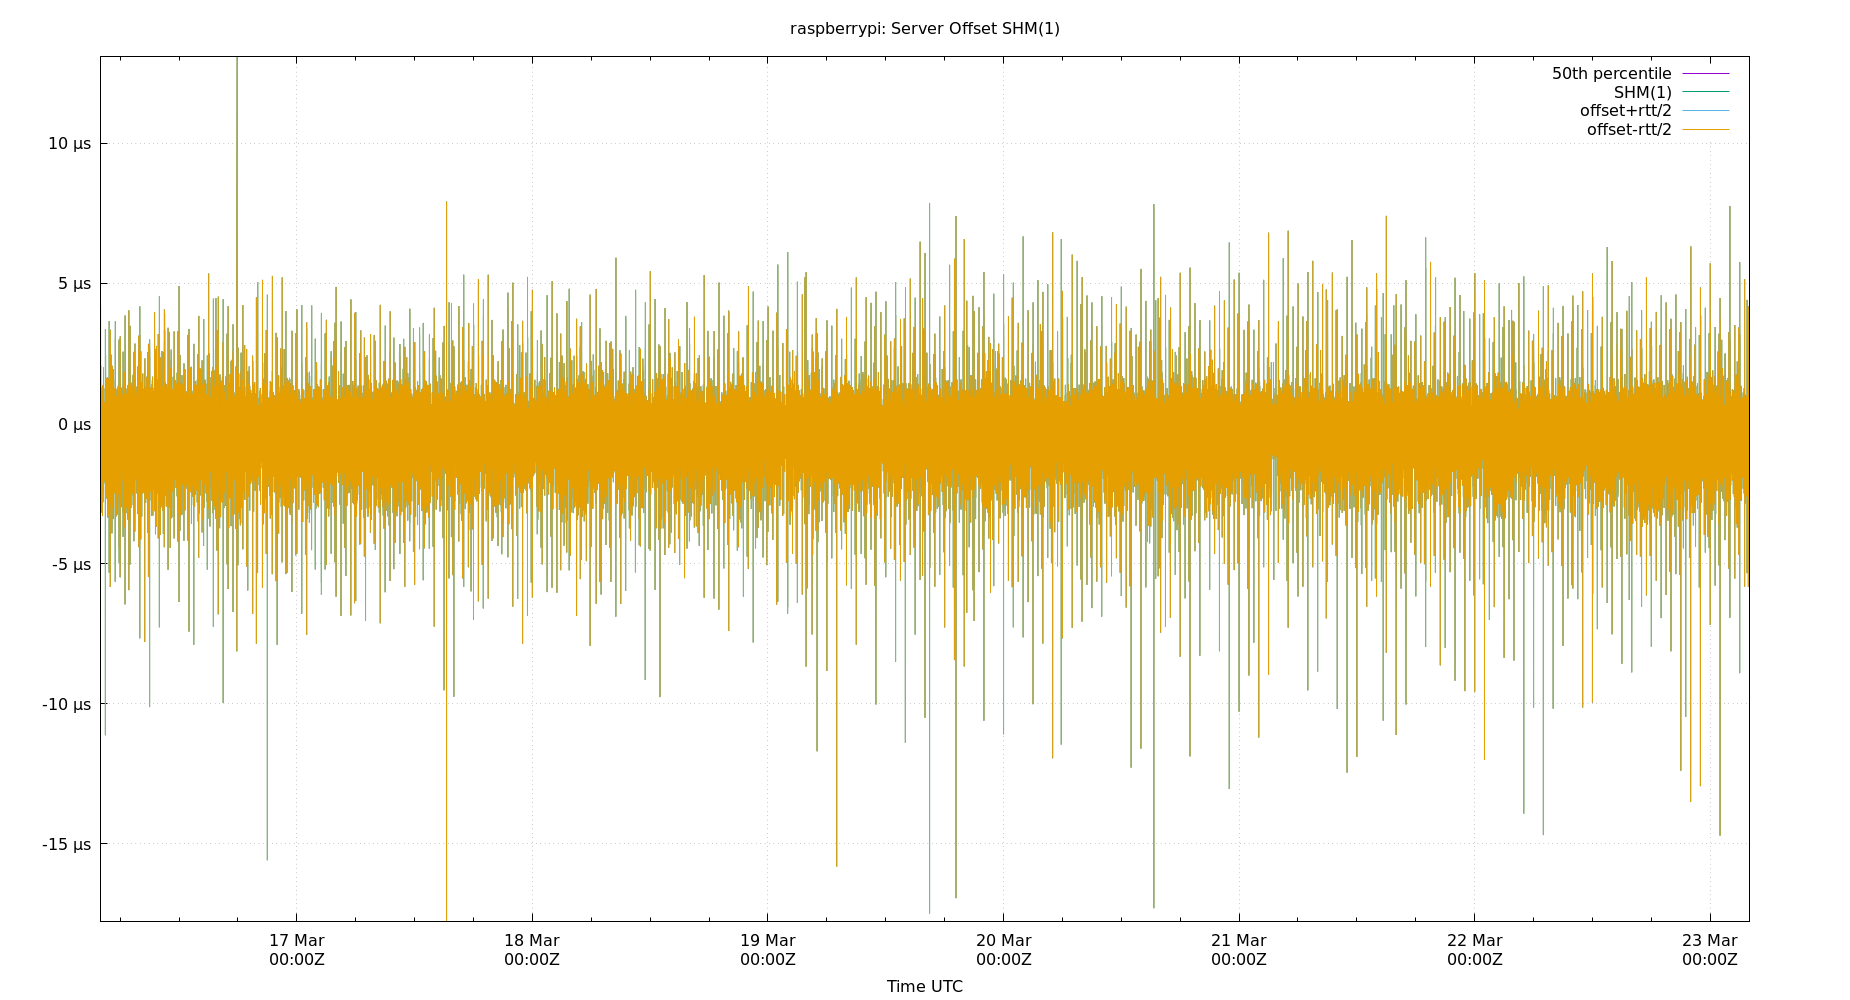 raspberrypi: Server Offset SHM(1)
50th percentile
SHM(1)
offset+rtt/2
offset-rtt/2
10 µs
5 µs
0 µs
-5 µs
-10 µs
-15 µs
17 Mar 18 Mar 19 Mar 20 Mar 21 Mar 22 Mar 23 Mar
00:00Z 00:00Z 00:00Z 00:00Z 00:00Z 00:00Z 00:00Z
Time UTC